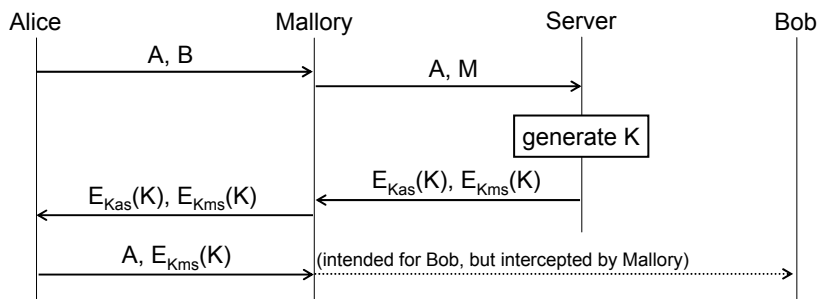 Alice Mallory Server Bob
A, B
A, M
generate K
E_Kas(K), E_Kms(K)
E_Kas(K), E_Kms(K)
A, E_Kms(K)
(intended for Bob, but intercepted by Mallory)